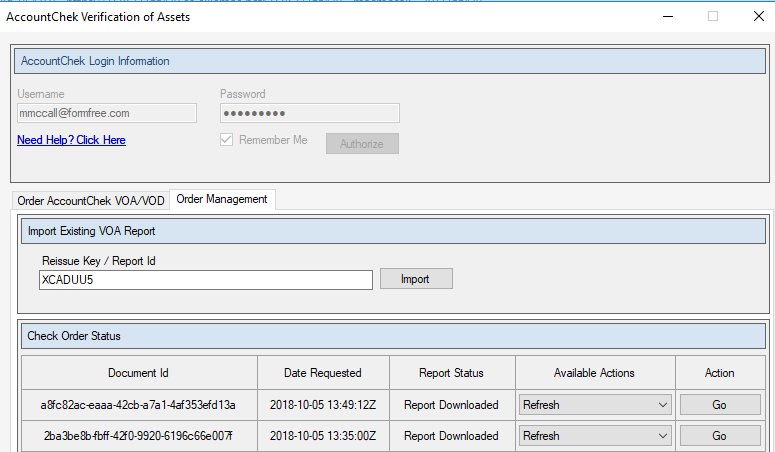 AccountChek Verification of Assets
AccountChek Login Information
Username Password
mmccall@formfree.com ●●●●●●●●●
Need Help? Click Here Remember Me Authorize
Order AccountChek VOA/VOD Order Management
Import Existing VOA Report
Reissue Key / Report Id
XCADUU5 Import
Check Order Status
Document Id Date Requested Report Status Available Actions Action
a8fc82ac-eaaa-42cb-a7a1-4af353efd13a 2018-10-05 13:49:12Z Report Downloaded Refresh Go
2ba3be8b-fbff-42f0-9920-6196c66e007f 2018-10-05 13:35:00Z Report Downloaded Refresh Go